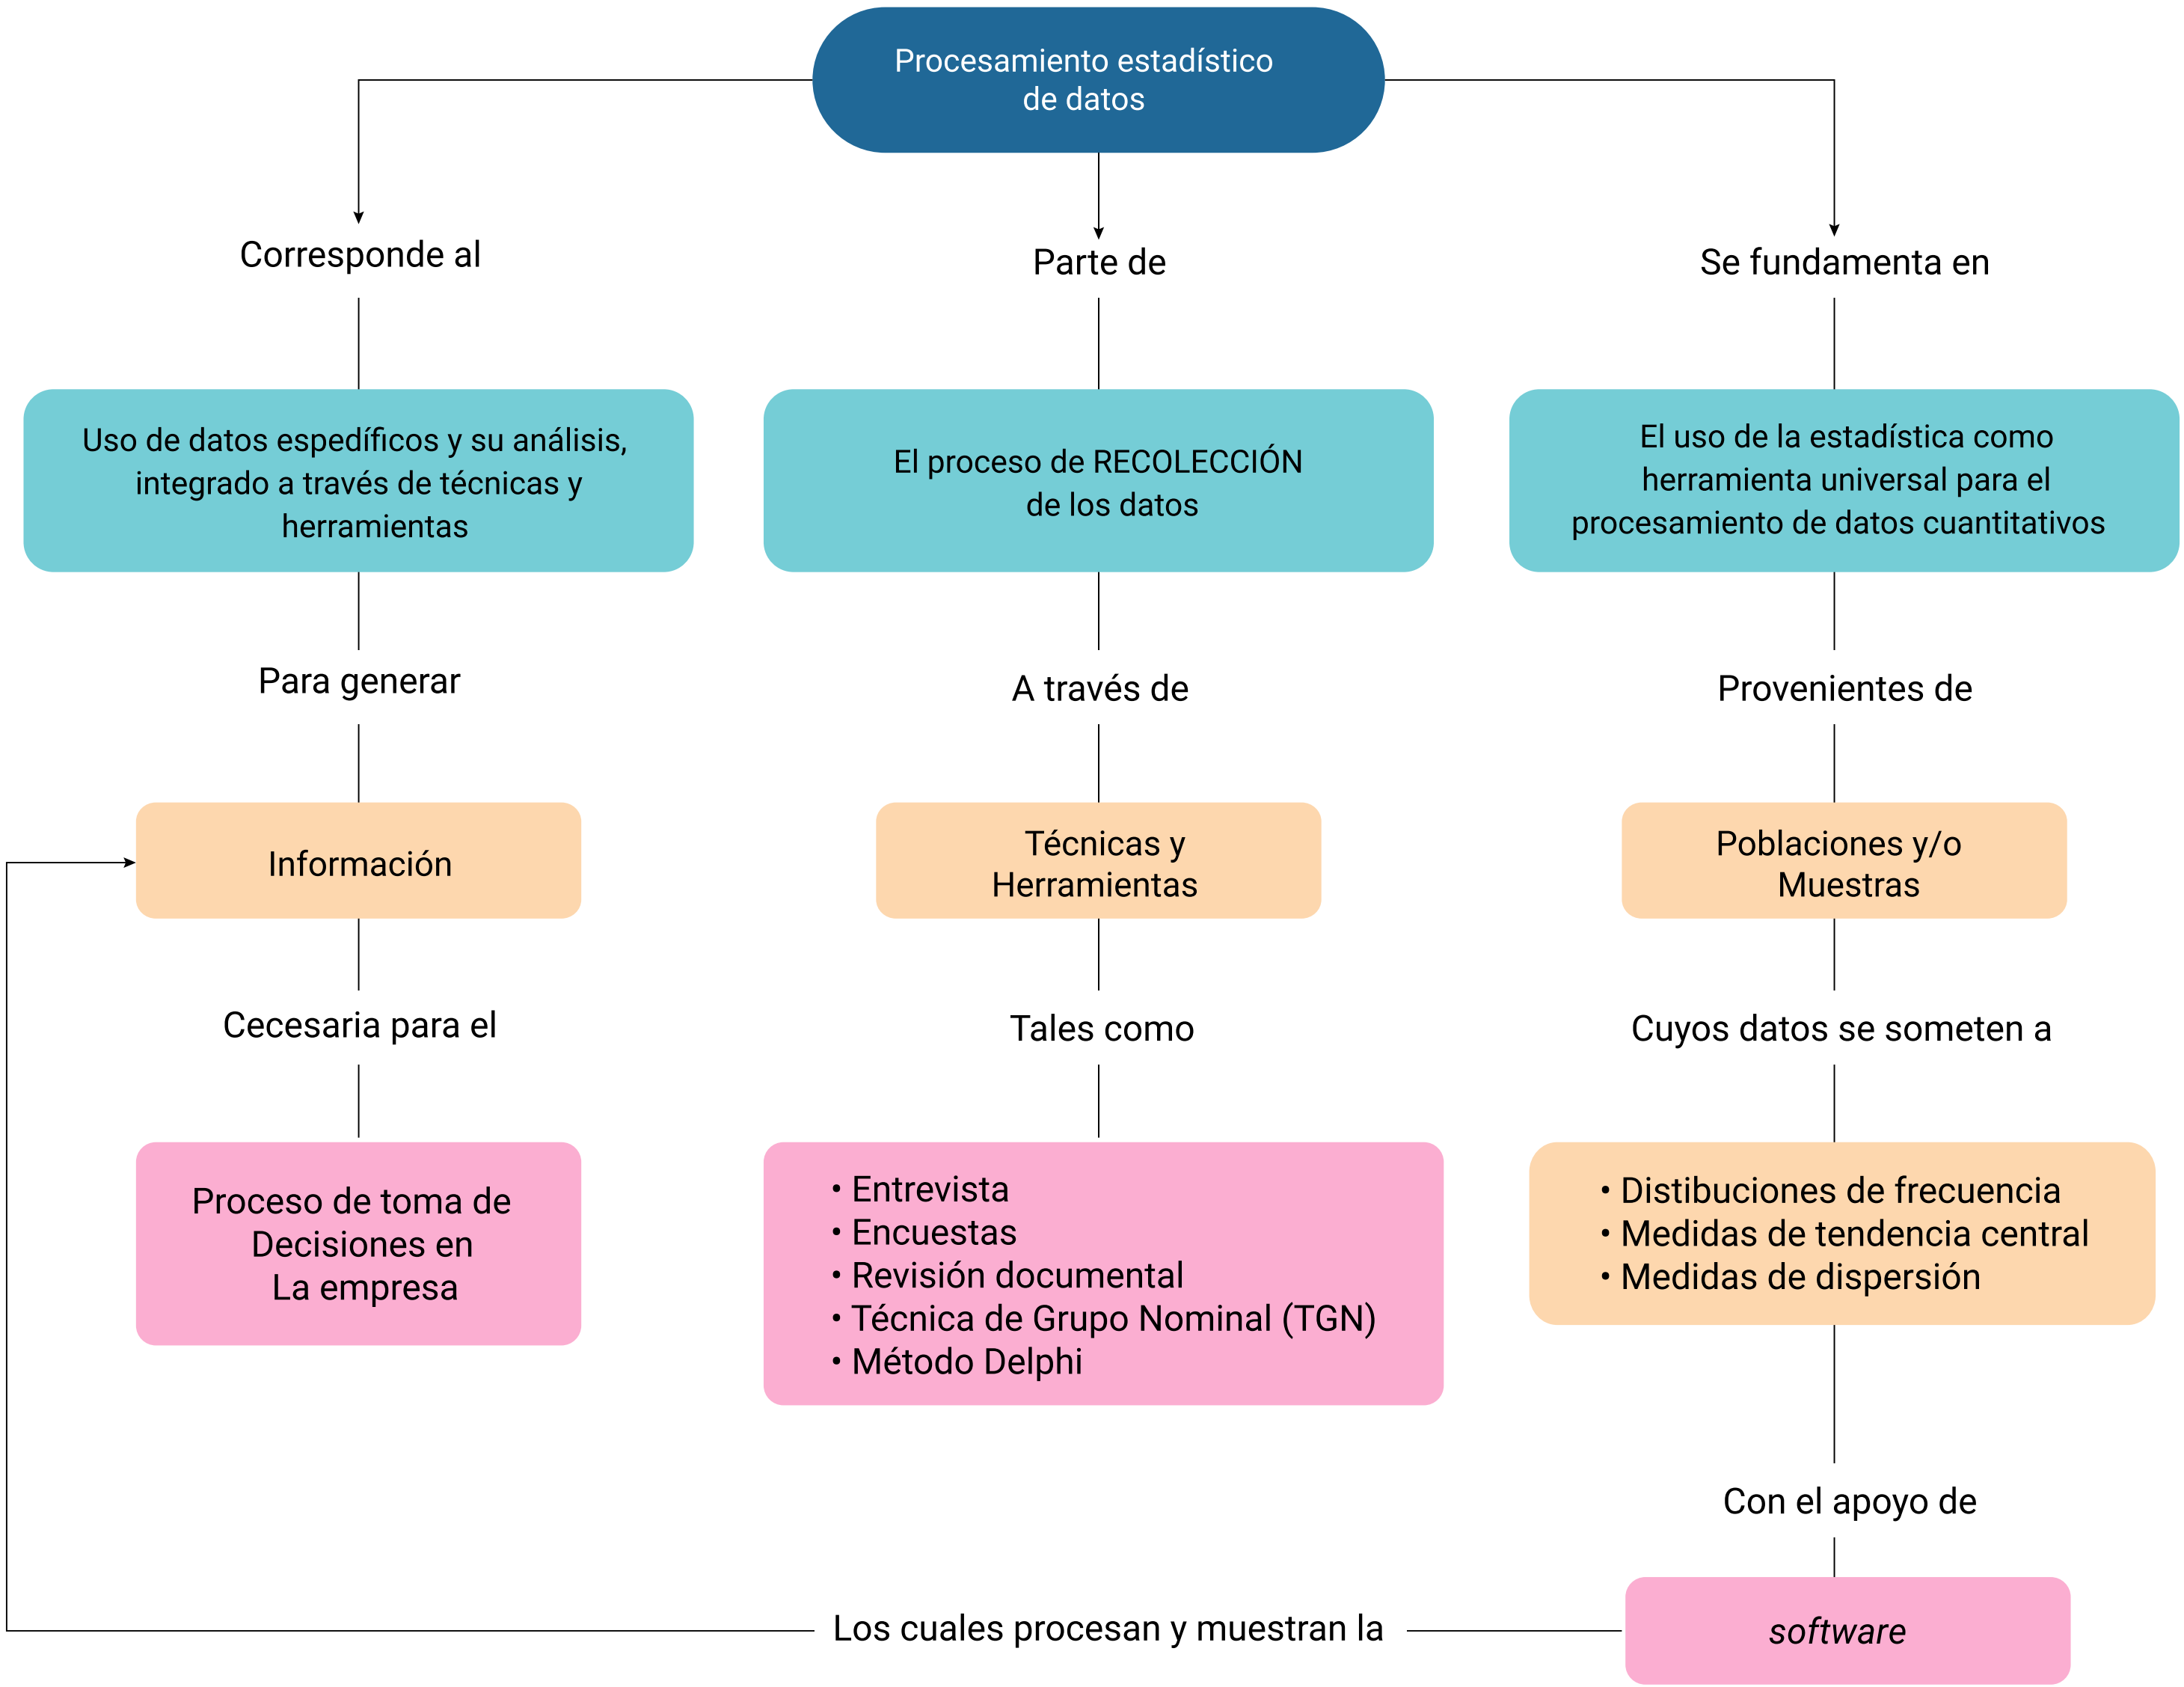 Procesamiento estadístico
de datos
Corresponde al
Parte de
Se fundamenta en
Uso de datos espedíficos y su análisis,
integrado a través de técnicas y
herramientas
El proceso de RECOLECCIÓN
de los datos
El uso de la estadística como
herramienta universal para el
procesamiento de datos cuantitativos
Para generar
A través de
Provenientes de
Información
Técnicas y
Herramientas
Poblaciones y/o
Muestras
Cecesaria para el
Tales como
Cuyos datos se someten a
Proceso de toma de
Decisiones en
La empresa
• Entrevista
• Encuestas
• Revisión documental
• Técnica de Grupo Nominal (TGN)
• Método Delphi
• Distibuciones de frecuencia
• Medidas de tendencia central
• Medidas de dispersión
Con el apoyo de
Los cuales procesan y muestran la
software